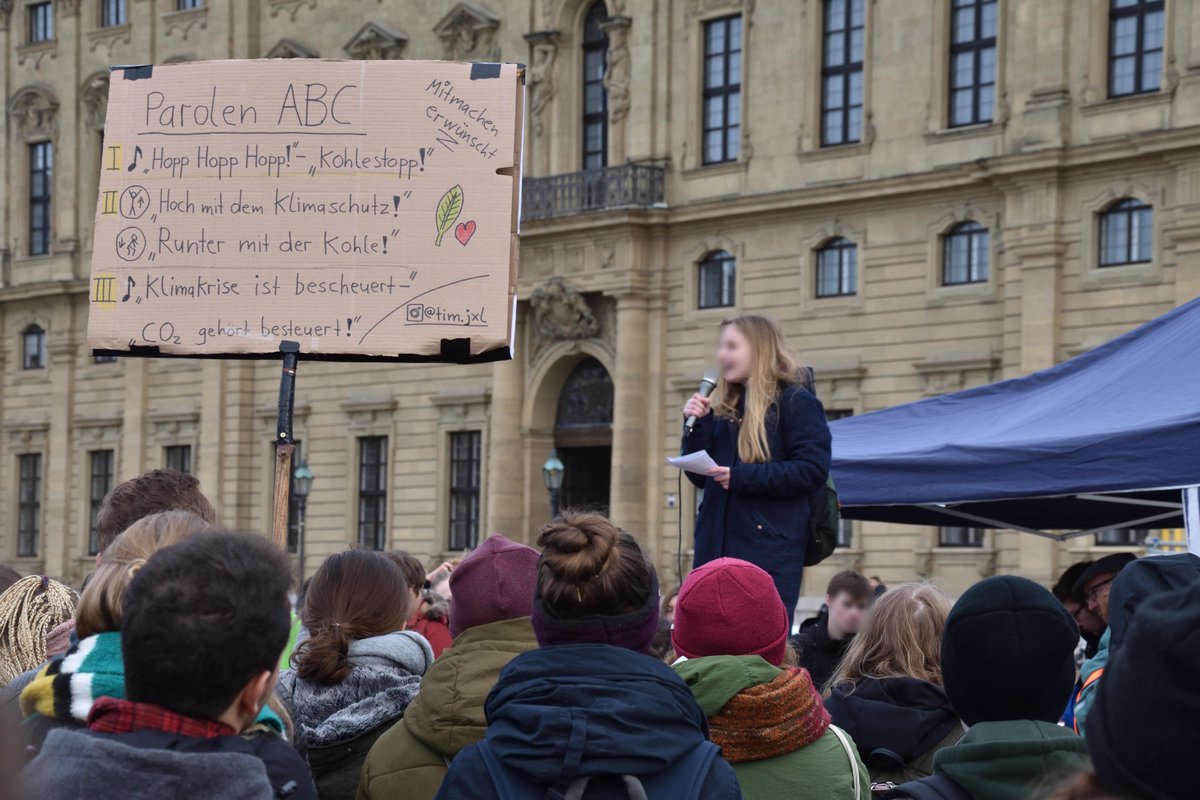 Parolen ABC
Mitmachen
erwünscht
I ♪ „Hopp Hopp Hopp!“-„Kohlestopp!“
II „Hoch mit dem Klimaschutz!“
„Runter mit der Kohle!“
III ♪ „Klimakrise ist bescheuert-“
„CO₂ gehört besteuert!“
@tim.jxl